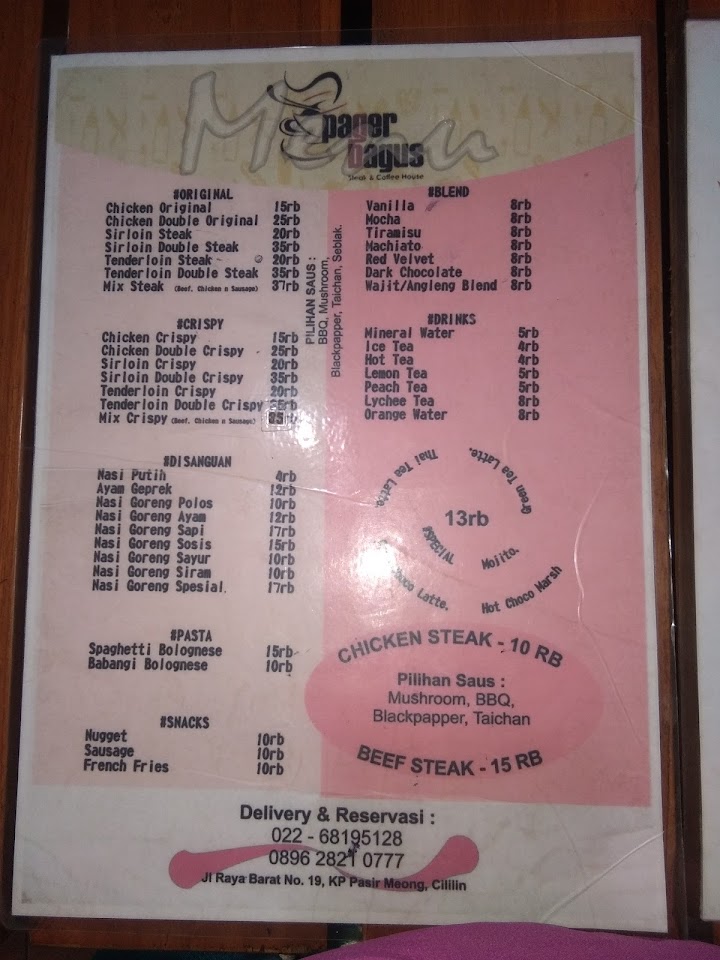 Menu
pager
bagus
Steak & Coffee House
#ORIGINAL
Chicken Original 15rb
Chicken Double Original 25rb
Sirloin Steak 20rb
Sirloin Double Steak 35rb
Tenderloin Steak 20rb
Tenderloin Double Steak 35rb
Mix Steak (Beef, Chicken n Sausage) 37rb
PILIHAN SAUS :
BBQ, Mushroom,
Blackpapper, Taichan, Seblak.
#CRISPY
Chicken Crispy 15rb
Chicken Double Crispy 25rb
Sirloin Crispy 20rb
Sirloin Double Crispy 35rb
Tenderloin Crispy 20rb
Tenderloin Double Crispy
Mix Crispy (Beef, Chicken n Sausage)
#DISANGUAN
Nasi Putih 4rb
Ayam Geprek 12rb
Nasi Goreng Polos 10rb
Nasi Goreng Ayam 12rb
Nasi Goreng Sapi 17rb
Nasi Goreng Sosis 15rb
Nasi Goreng Sayur 10rb
Nasi Goreng Siram 10rb
Nasi Goreng Spesial. 17rb
#PASTA
Spaghetti Bolognese 15rb
Babangi Bolognese 10rb
#SNACKS
Nugget 10rb
Sausage 10rb
French Fries 10rb
#BLEND
Vanilla 8rb
Mocha 8rb
Tiramisu 8rb
Machiato 8rb
Red Velvet 8rb
Dark Chocolate 8rb
Wajit/Angleng Blend 8rb
#DRINKS
Mineral Water 5rb
Ice Tea 4rb
Hot Tea 4rb
Lemon Tea 5rb
Peach Tea 5rb
Lychee Tea 8rb
Orange Water 8rb
Thai Tea Latte.
Green Tea Latte.
13rb
#SPECIAL
Mojito.
Choco Latte.
Hot Choco Marsh
CHICKEN STEAK - 10 RB
Pilihan Saus :
Mushroom, BBQ,
Blackpapper, Taichan
BEEF STEAK - 15 RB
Delivery & Reservasi :
022 - 68195128
0896 2821 0777
Jl Raya Barat No. 19, KP Pasir Meong, Cililin